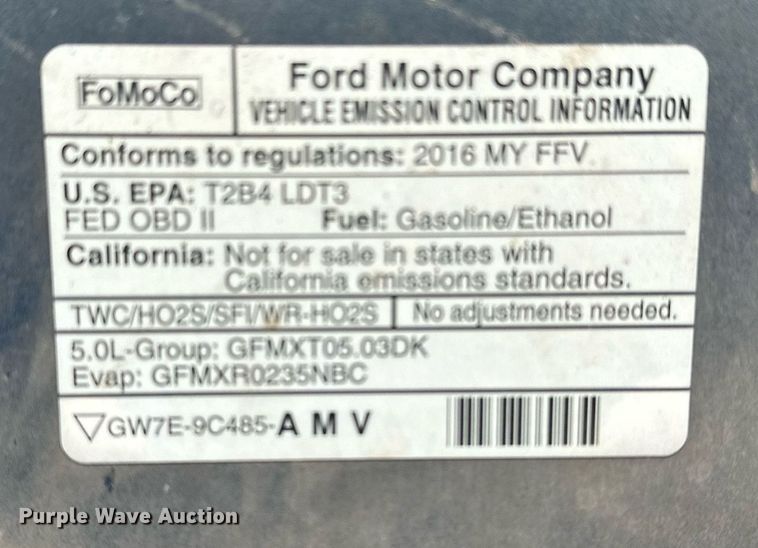 FoMoCo
Ford Motor Company
VEHICLE EMISSION CONTROL INFORMATION
Conforms to regulations: 2016 MY FFV
U.S. EPA: T2B4 LDT3
FED OBD II Fuel: Gasoline/Ethanol
California: Not for sale in states with
California emissions standards.
TWC/HO2S/SFI/WR-HO2S No adjustments needed.
5.0L-Group: GFMXT05.03DK
Evap: GFMXR0235NBC
GW7E-9C485-A M V
Purple Wave Auction